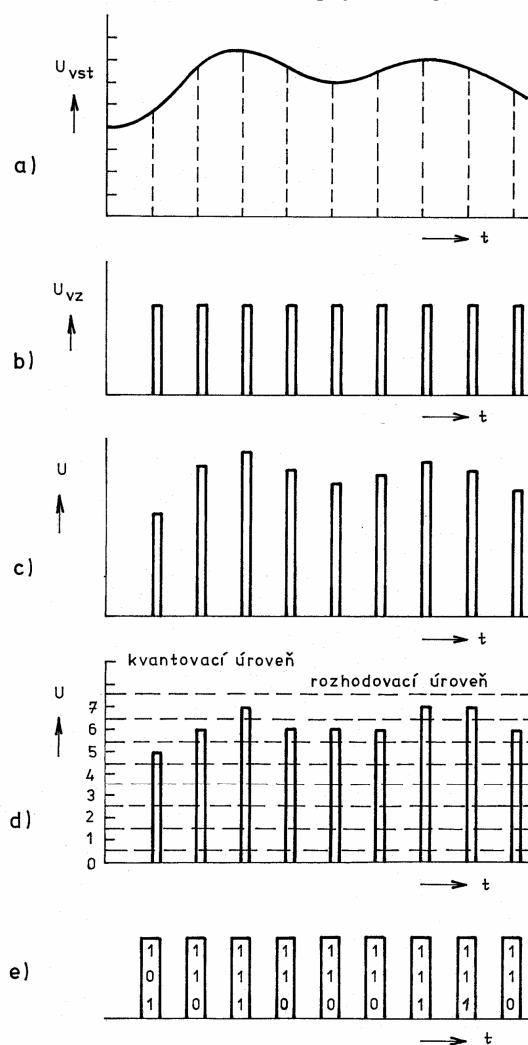 U vst
a)
t
U vz
b)
t
U
c)
t
kvantovací úroveň
rozhodovací úroveň
U
7
6
5
4
3
2
1
0
d)
t
e)
1 1 1 1 1 1 1 1 1
0 1 1 1 1 1 1 1 1
1 0 1 0 0 0 1 1 0
t